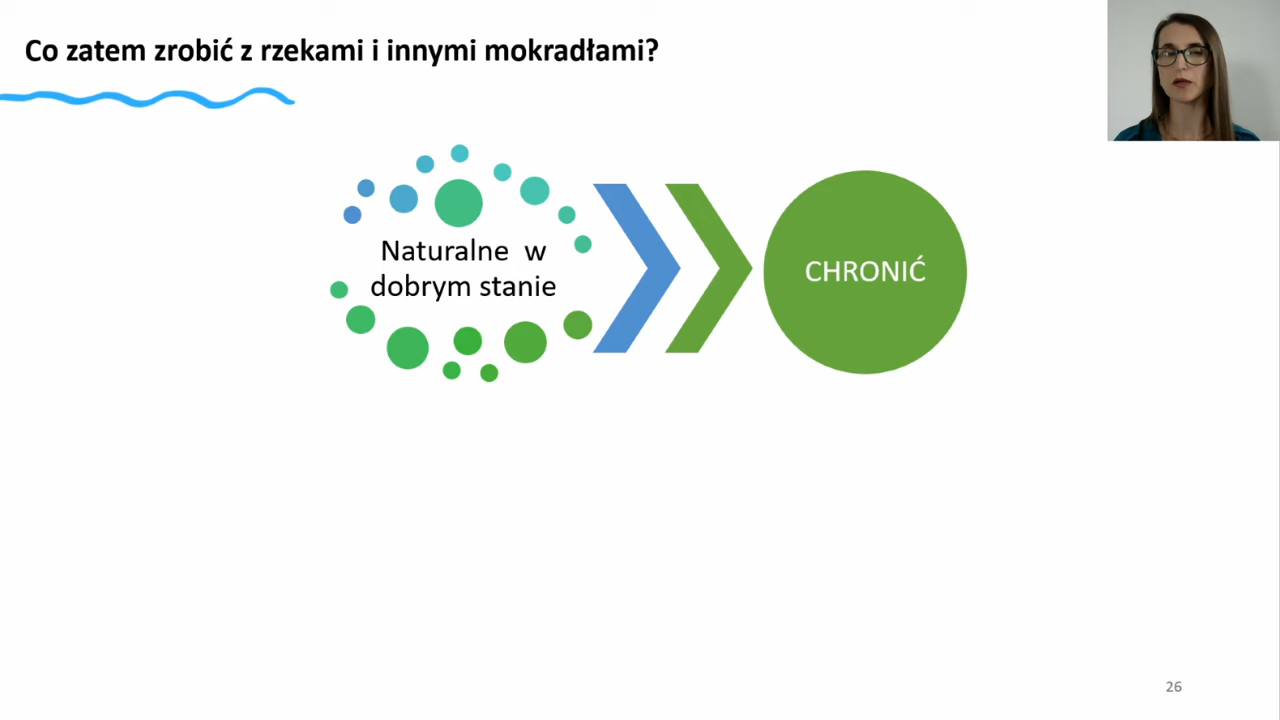 Co zatem zrobić z rzekami i innymi mokradłami?
Naturalne w
dobrym stanie
CHRONIĆ
26